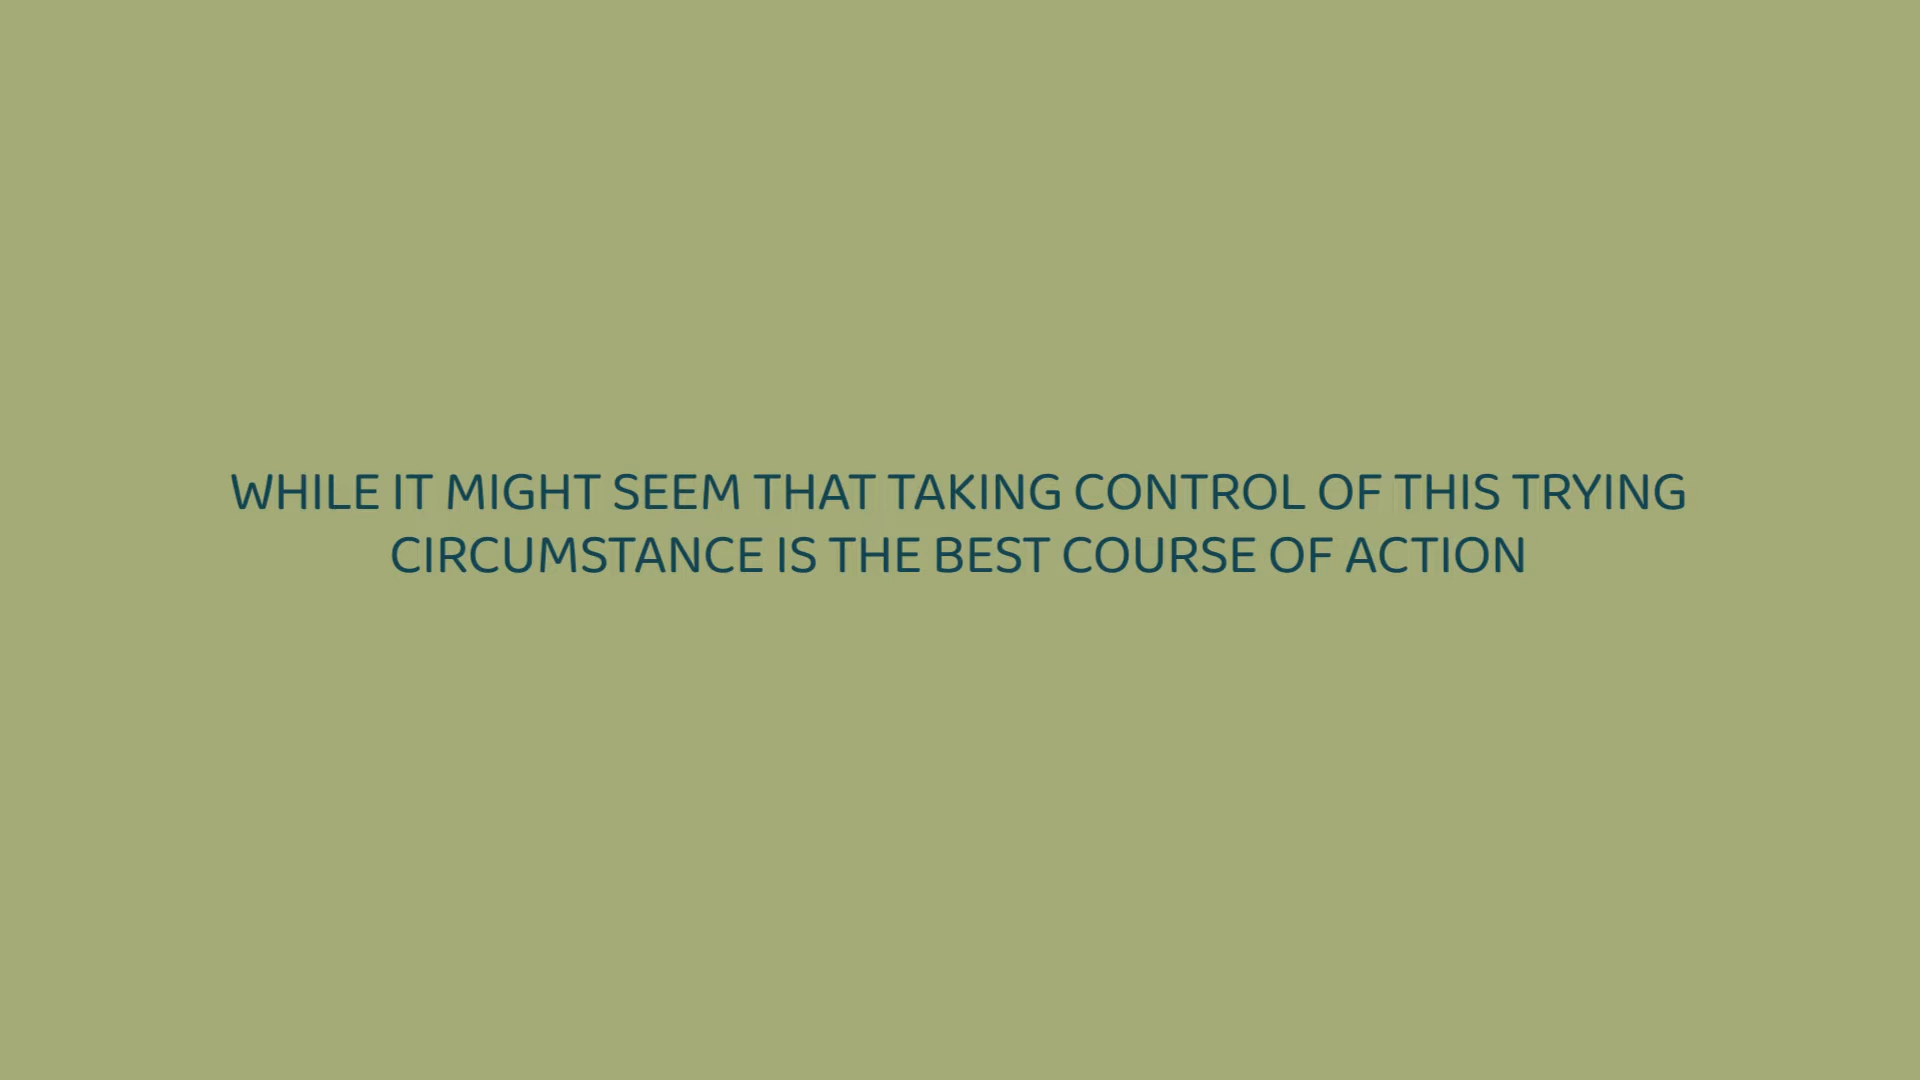 WHILE IT MIGHT SEEM THAT TAKING CONTROL OF THIS TRYING
CIRCUMSTANCE IS THE BEST COURSE OF ACTION